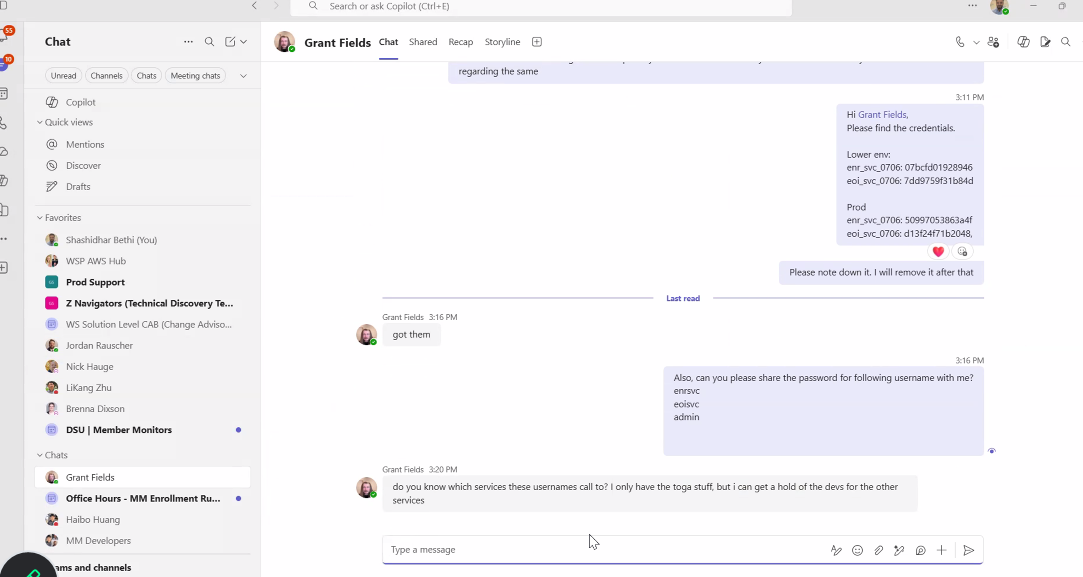 Search or ask Copilot (Ctrl+E)
55
10
Chat
Unread
Channels
Chats
Meeting chats
Copilot
Quick views
Mentions
Discover
Drafts
Favorites
Shashidhar Bethi (You)
WSP AWS Hub
Prod Support
Z Navigators (Technical Discovery Te...
WS Solution Level CAB (Change Adviso...
Jordan Rauscher
Nick Hauge
LiKang Zhu
Brenna Dixson
DSU | Member Monitors
Chats
Grant Fields
Office Hours - MM Enrollment Ru...
Haibo Huang
MM Developers
ams and channels
Grant Fields
Chat
Shared
Recap
Storyline
regarding the same
3:11 PM
Hi Grant Fields,
Please find the credentials.
Lower env:
enr_svc_0706: 07bcfd01928946
eoi_svc_0706: 7dd9759f31b84d
Prod
enr_svc_0706: 50997053863a4f
eoi_svc_0706: d13f24f71b2048,
Please note down it. I will remove it after that
Last read
Grant Fields 3:16 PM
got them
3:16 PM
Also, can you please share the password for following username with me?
enrsvc
eoisvc
admin
Grant Fields 3:20 PM
do you know which services these usernames call to? I only have the toga stuff, but i can get a hold of the devs for the other
services
Type a message